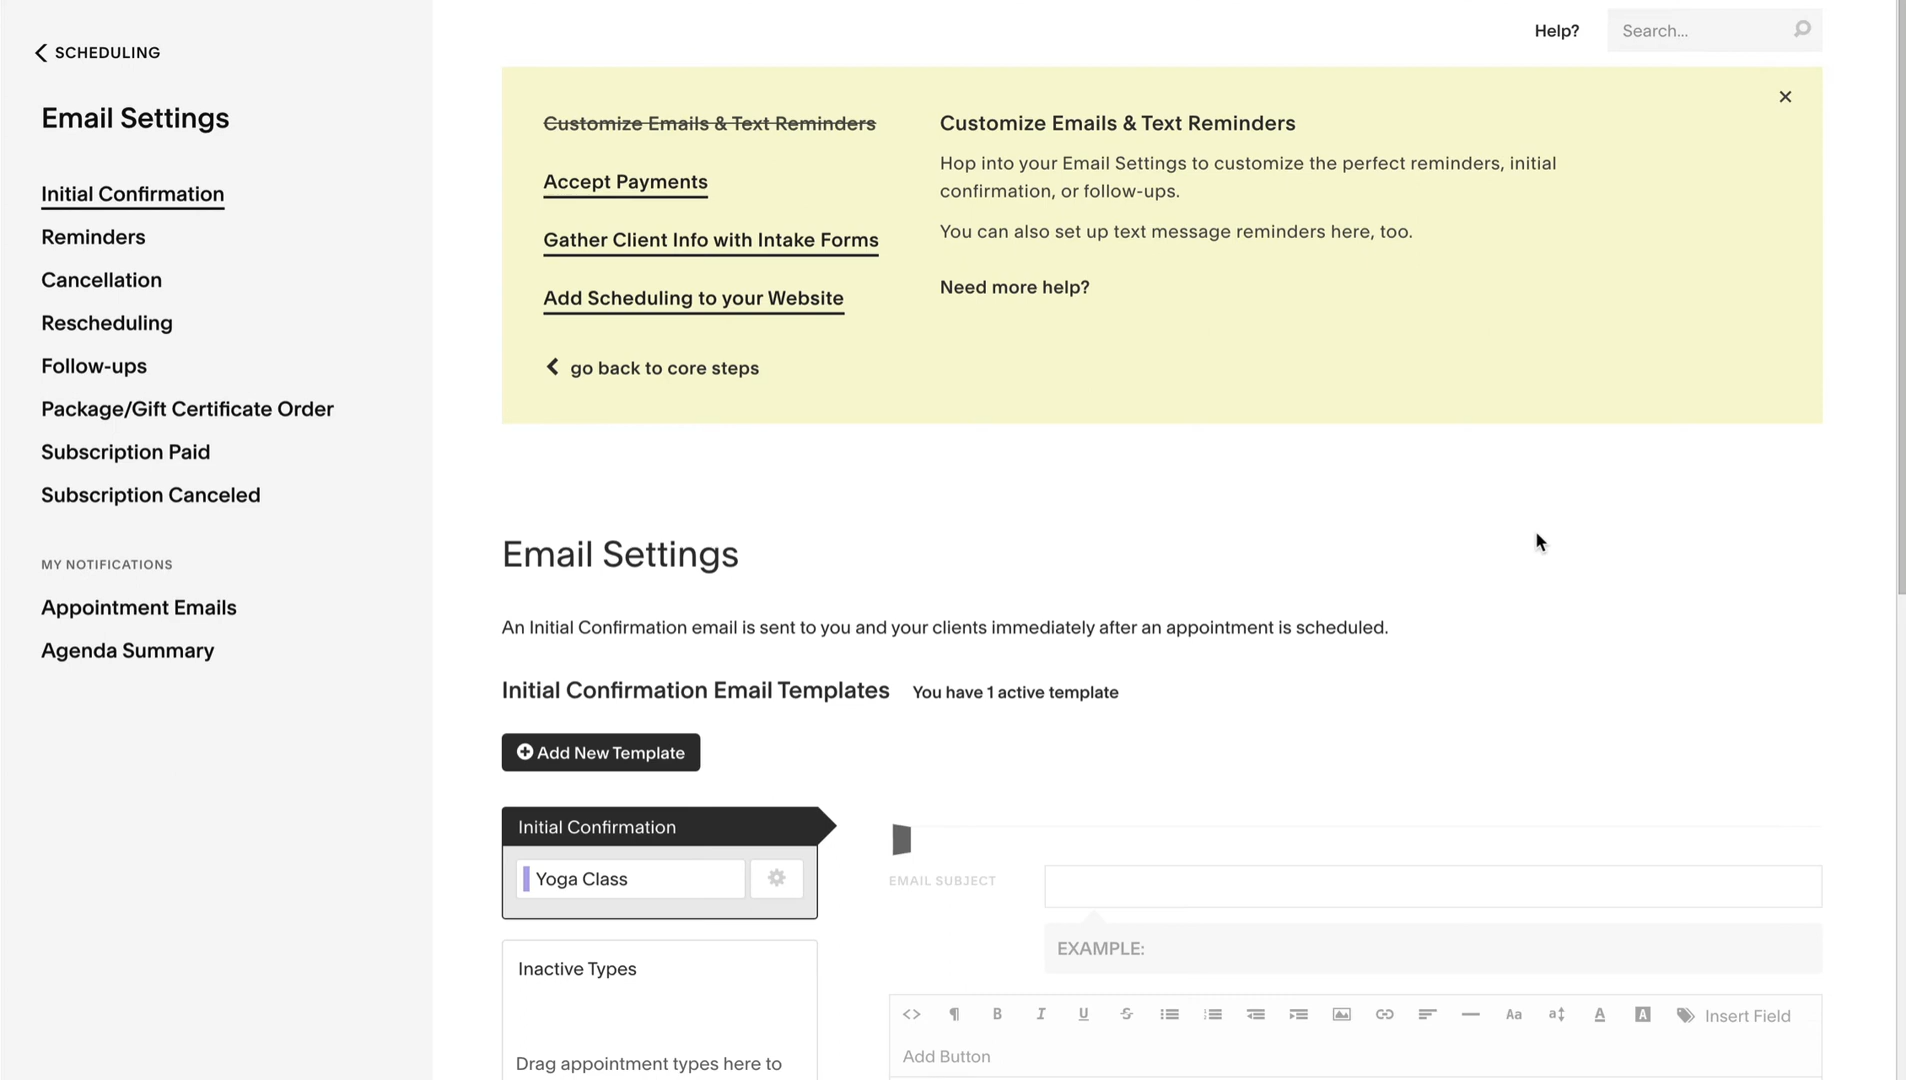 SCHEDULING
Email Settings
Initial Confirmation
Reminders
Cancellation
Rescheduling
Follow-ups
Package/Gift Certificate Order
Subscription Paid
Subscription Canceled
MY NOTIFICATIONS
Appointment Emails
Agenda Summary
Help?
Search...
Customize Emails & Text Reminders
Accept Payments
Gather Client Info with Intake Forms
Add Scheduling to your Website
go back to core steps
Customize Emails & Text Reminders
Hop into your Email Settings to customize the perfect reminders, initial
confirmation, or follow-ups.
You can also set up text message reminders here, too.
Need more help?
Email Settings
An Initial Confirmation email is sent to you and your clients immediately after an appointment is scheduled.
Initial Confirmation Email Templates You have 1 active template
Add New Template
Initial Confirmation
Yoga Class
Inactive Types
Drag appointment types here to
EMAIL SUBJECT
EXAMPLE:
B I U S Aa a A A Insert Field
Add Button